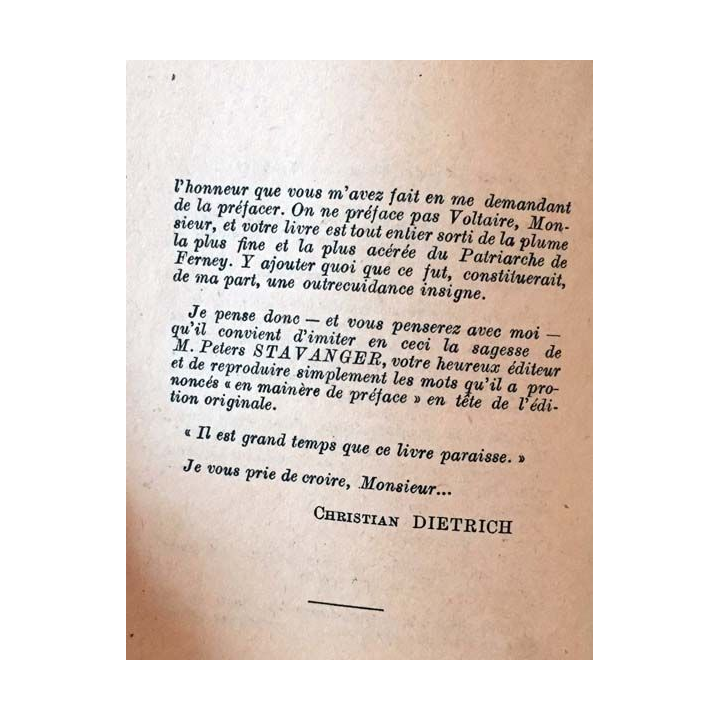 l'honneur que vous m'avez fait en me demandant
de la préfacer. On ne préface pas Voltaire, Mon-
sieur, et votre livre est tout entier sorti de la plume
la plus fine et la plus acérée du Patriarche de
Ferney. Y ajouter quoi que ce fut, constituerait,
de ma part, une outrecuidance insigne.
Je pense donc — et vous penserez avec moi —
qu'il convient d'imiter en ceci la sagesse de
M. Peters STAVANGER, votre heureux éditeur
et de reproduire simplement les mots qu'il a pro-
noncés « en mainère de préface » en tête de l'édi-
tion originale.
« Il est grand temps que ce livre paraisse. »
Je vous prie de croire, Monsieur...
CHRISTIAN DIETRICH